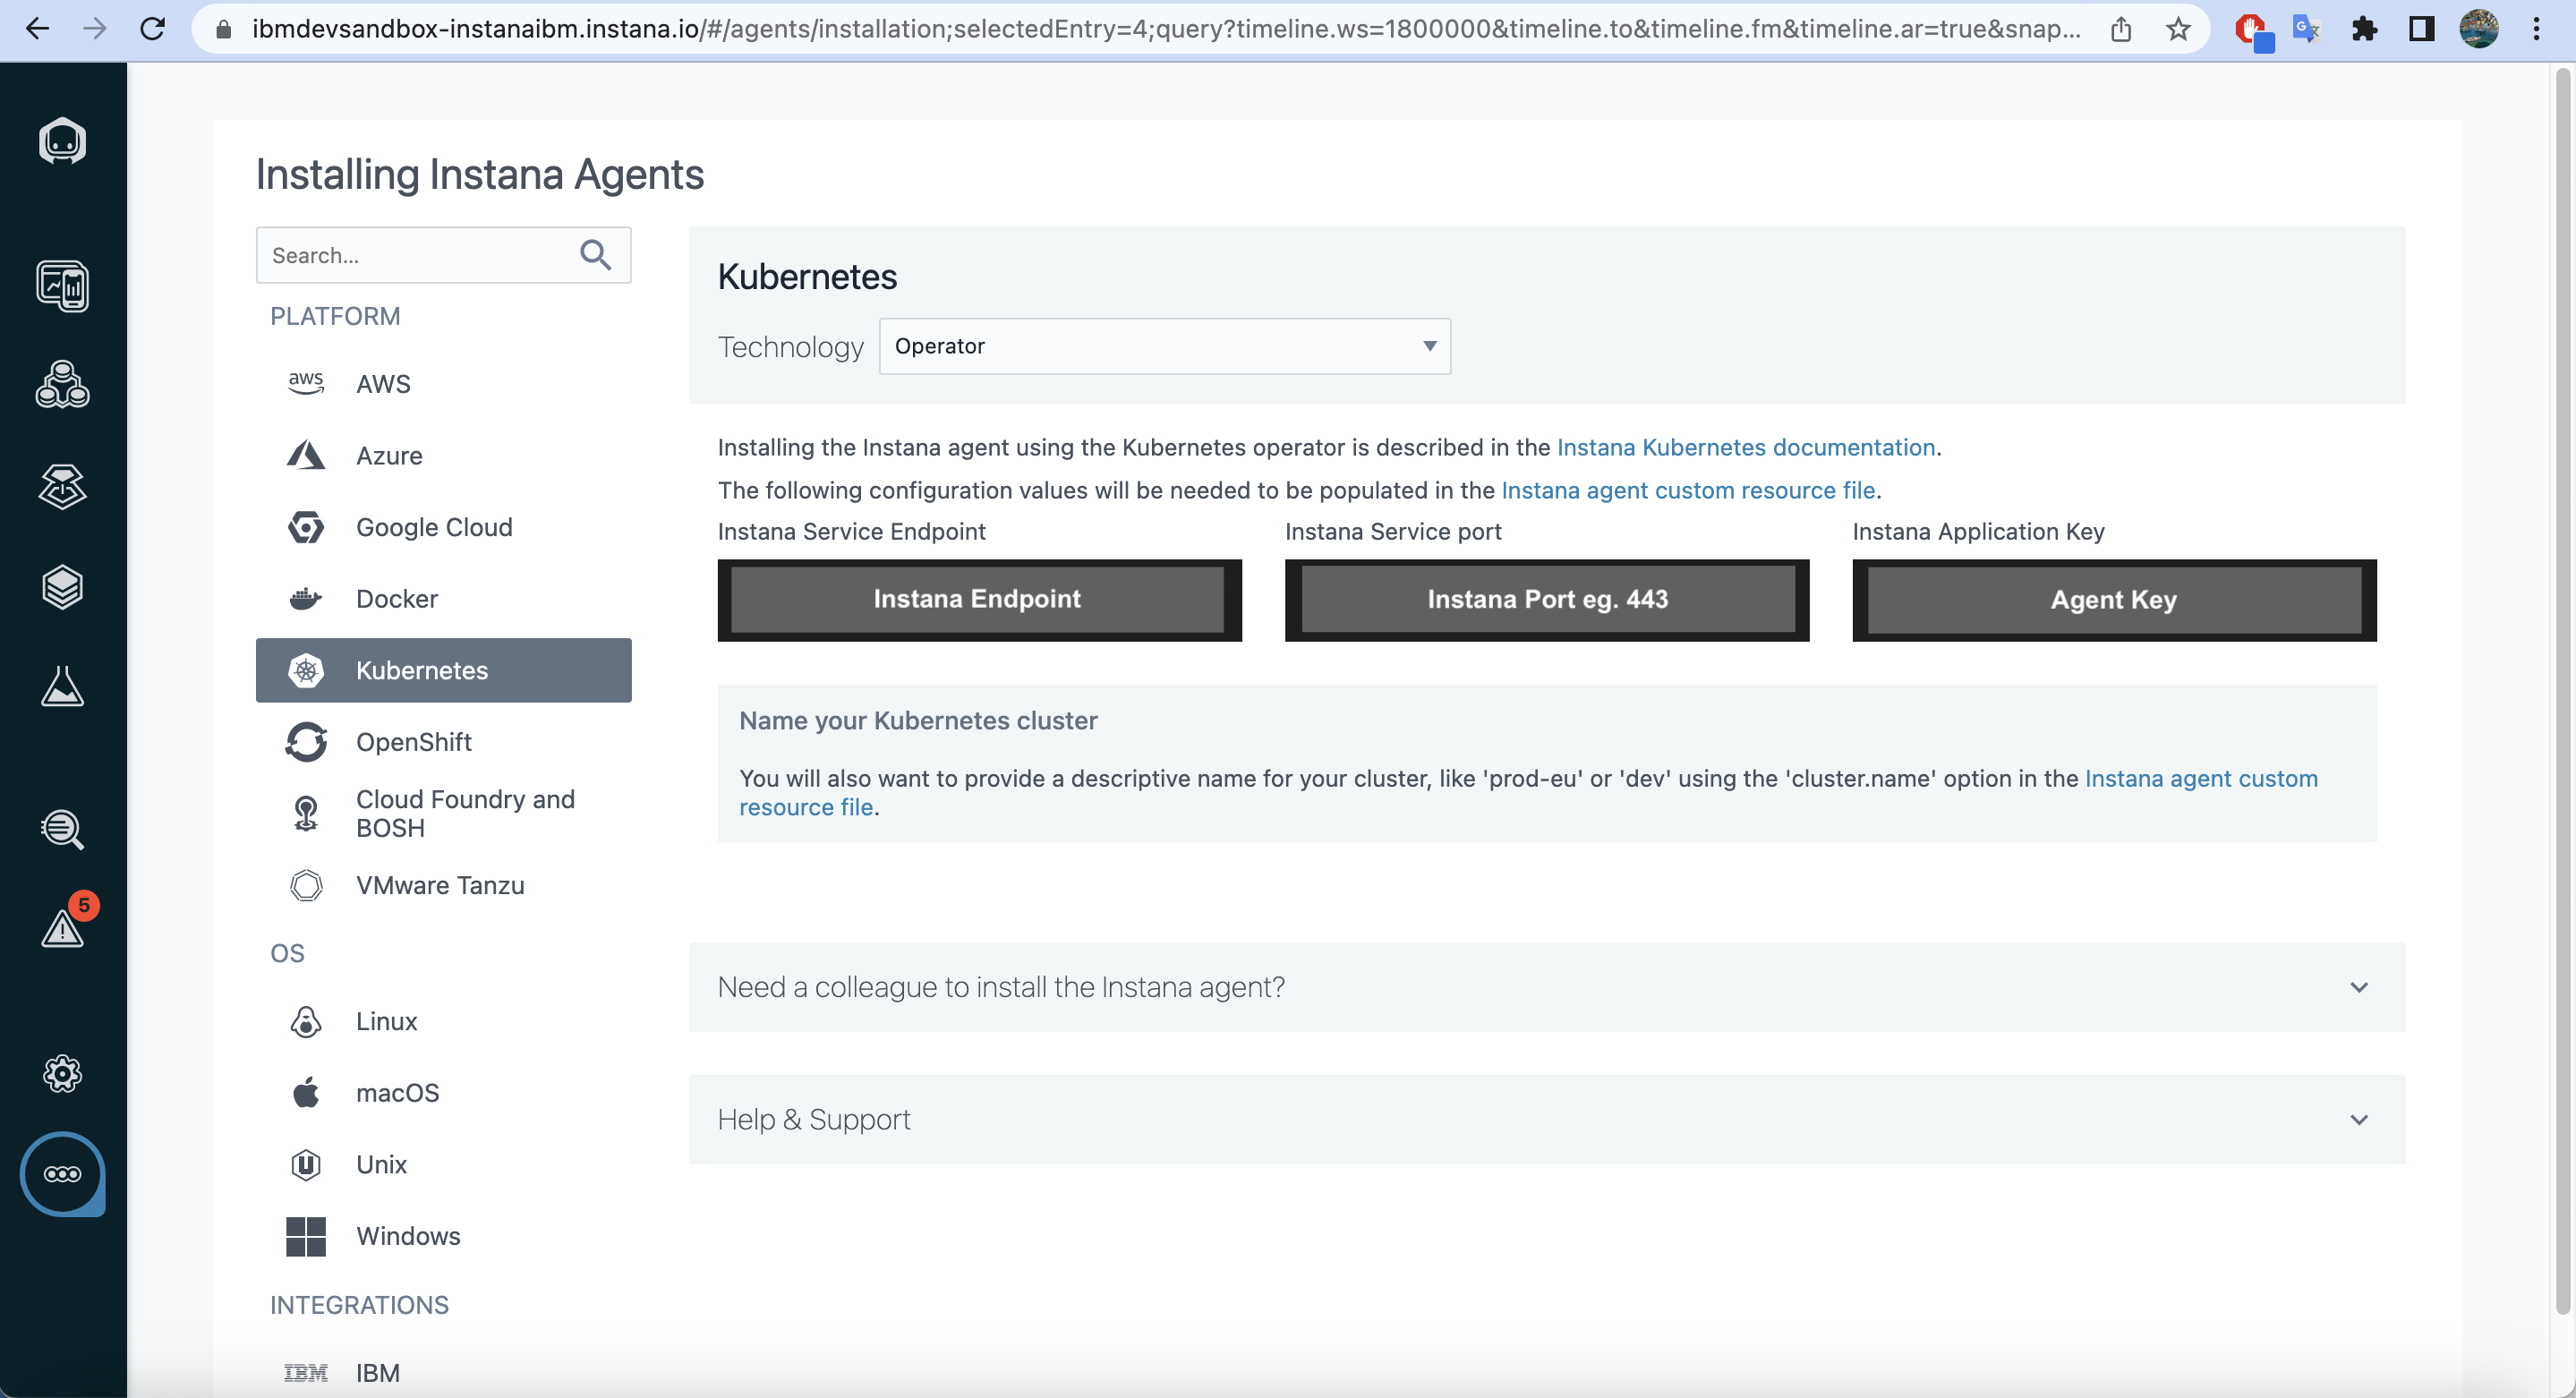 ibmdevsandbox-instanaibm.instana.io/#/agents/installation;selectedEntry=4;query?timeline.ws=1800000&timeline.to&timeline.fm&timeline.ar=true&snap...
Installing Instana Agents
Search...
PLATFORM
aws AWS
Azure
Google Cloud
Docker
Kubernetes
OpenShift
Cloud Foundry and
BOSH
VMware Tanzu
OS
Linux
macOS
Unix
Windows
INTEGRATIONS
IBM IBM
5
Kubernetes
Technology Operator
Installing the Instana agent using the Kubernetes operator is described in the Instana Kubernetes documentation.
The following configuration values will be needed to be populated in the Instana agent custom resource file.
Instana Service Endpoint Instana Service port Instana Application Key
Instana Endpoint Instana Port eg. 443 Agent Key
Name your Kubernetes cluster
You will also want to provide a descriptive name for your cluster, like 'prod-eu' or 'dev' using the 'cluster.name' option in the Instana agent custom
resource file.
Need a colleague to install the Instana agent?
Help & Support